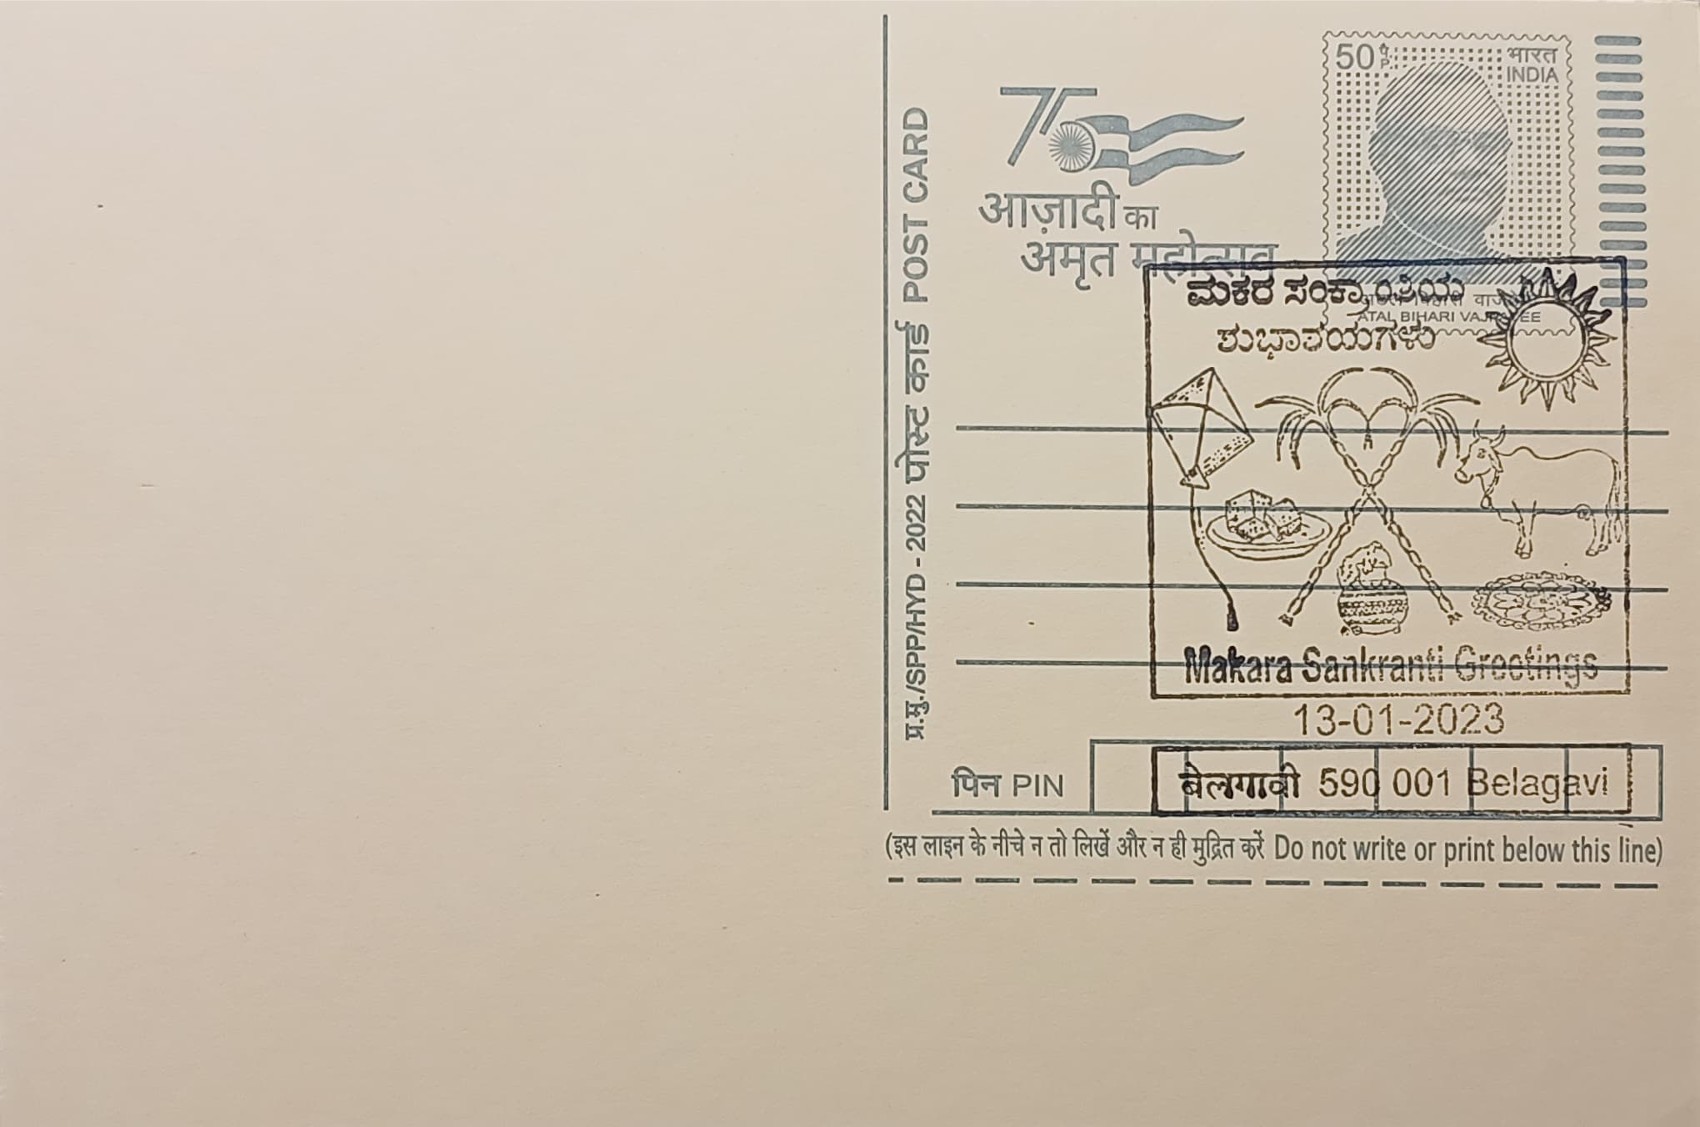 प्र.मु./SPP/HYD - 2022 पोस्ट कार्ड POST CARD
75
आज़ादी का
अमृत महोत्सव
50 P.
भारत
INDIA
ATAL BIHARI VAJPAYEE
ಮಕರ ಸಂಕ್ರಾಂತಿಯ
ಶುಭಾಶಯಗಳು
Makara Sankranti Greetings
13-01-2023
पिन PIN
बेलगावी 590 001 Belagavi
(इस लाइन के नीचे न तो लिखें और न ही मुद्रित करें Do not write or print below this line)